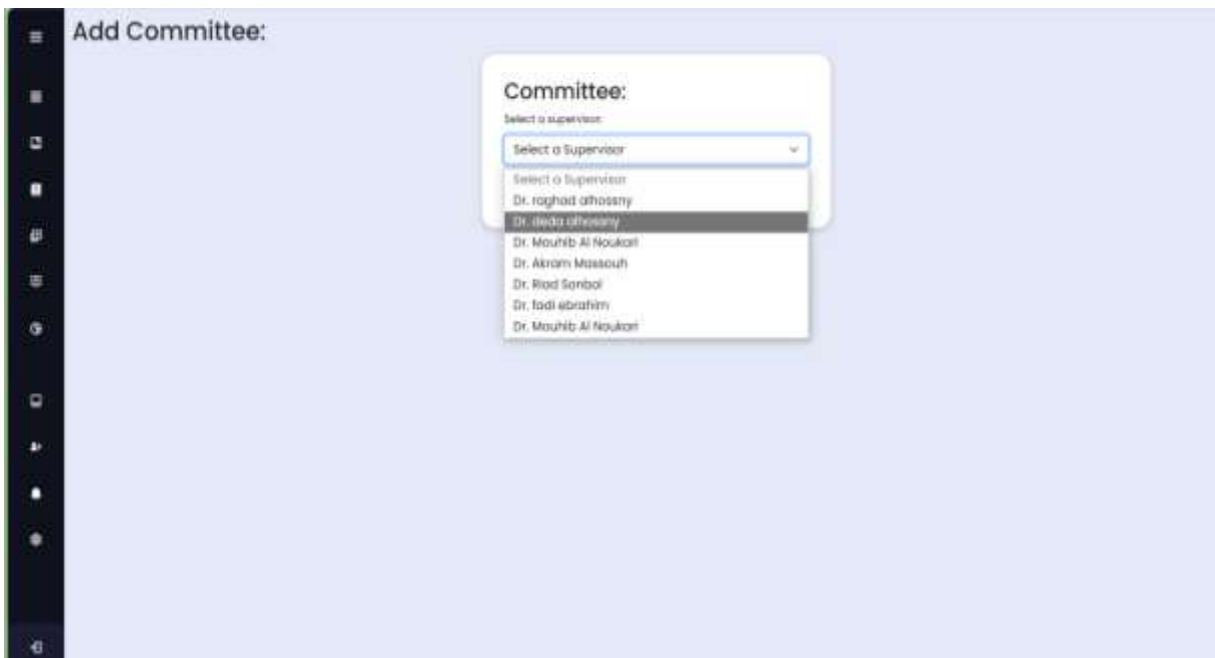 Add Committee:
Committee:
Select a supervisor:
Select a Supervisor
Select a Supervisor
Dr. raghad alhossny
Dr. deda alhossny
Dr. Mouhib Al Noukari
Dr. Akram Massouh
Dr. Riad Sonbol
Dr. fadi ebrahim
Dr. Mouhib Al Noukari